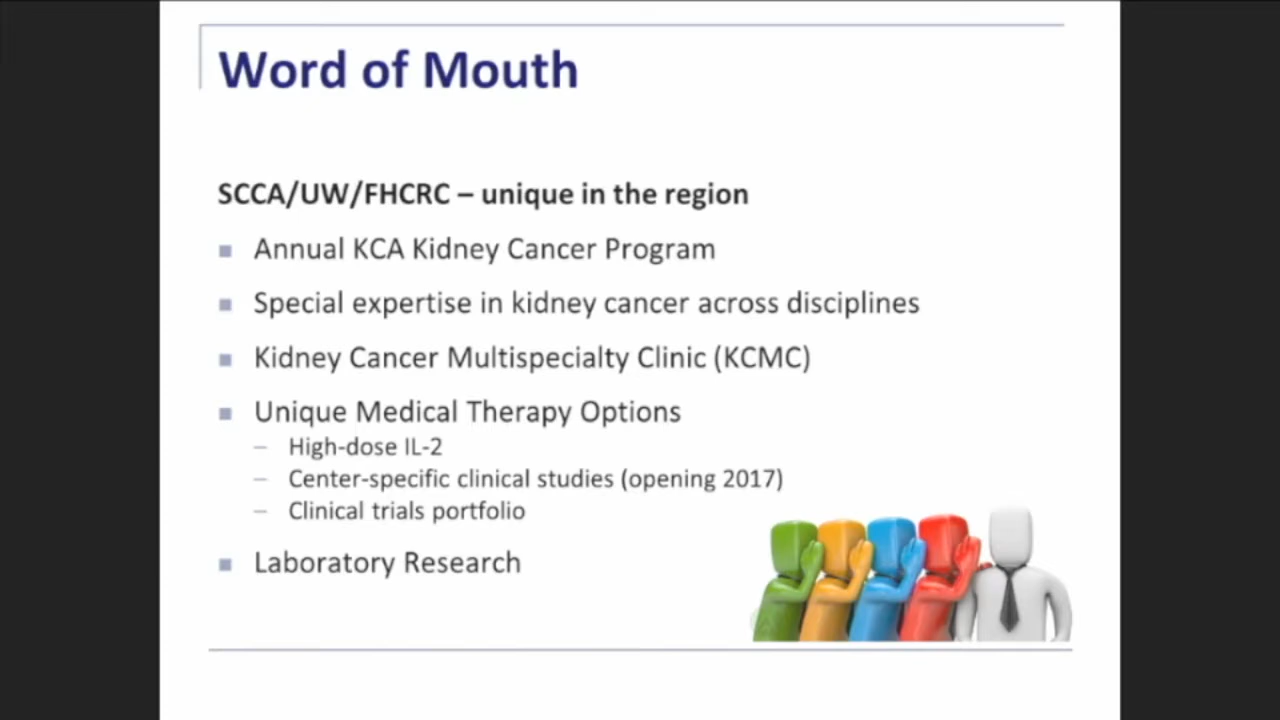 Word of Mouth
SCCA/UW/FHCRC – unique in the region
Annual KCA Kidney Cancer Program
Special expertise in kidney cancer across disciplines
Kidney Cancer Multispecialty Clinic (KCMC)
Unique Medical Therapy Options
– High-dose IL-2
– Center-specific clinical studies (opening 2017)
– Clinical trials portfolio
Laboratory Research